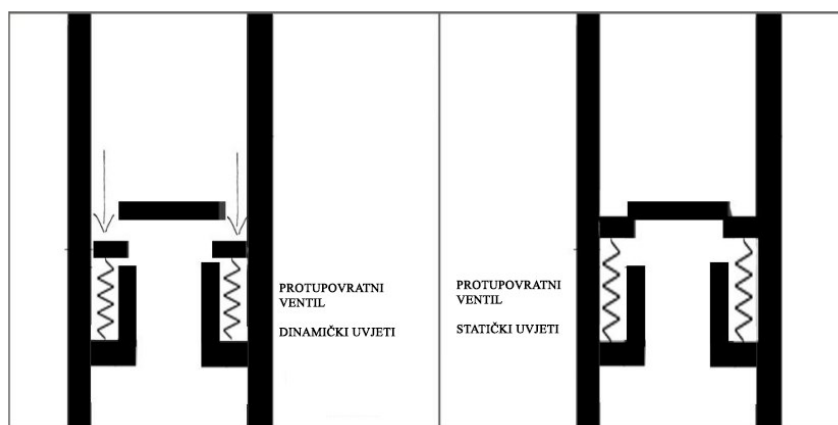 PROTUPOVRATNI
VENTIL
DINAMIČKI UVJETI
PROTUPOVRATNI
VENTIL
STATIČKI UVJETI